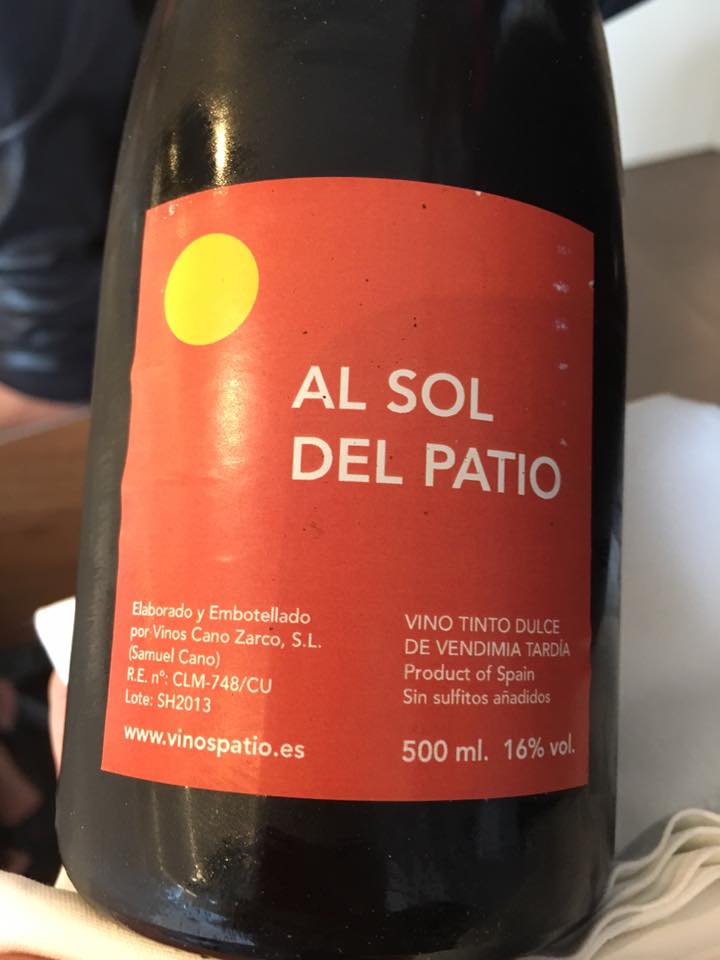 AL SOL
DEL PATIO
Elaborado y Embotellado
por Vinos Cano Zarco, S.L.
(Samuel Cano)
R.E. nº: CLM-748/CU
Lote: SH2013
www.vinospatio.es
VINO TINTO DULCE
DE VENDIMIA TARDÍA
Product of Spain
Sin sulfitos añadidos
500 ml. 16% vol.